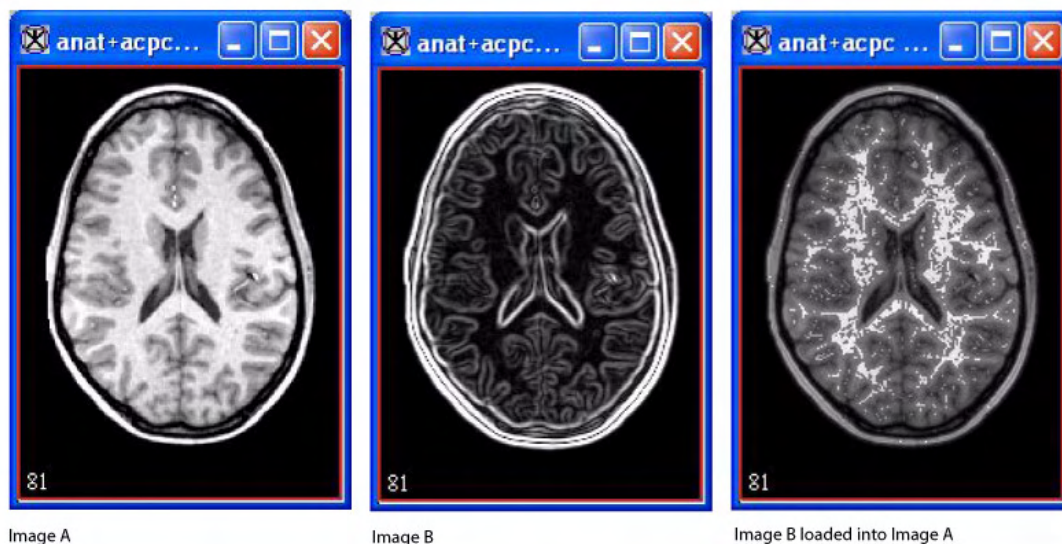 anat+acpc...
anat+acpc...
anat+acpc ...
81
81
81
Image A
Image B
Image B loaded into Image A